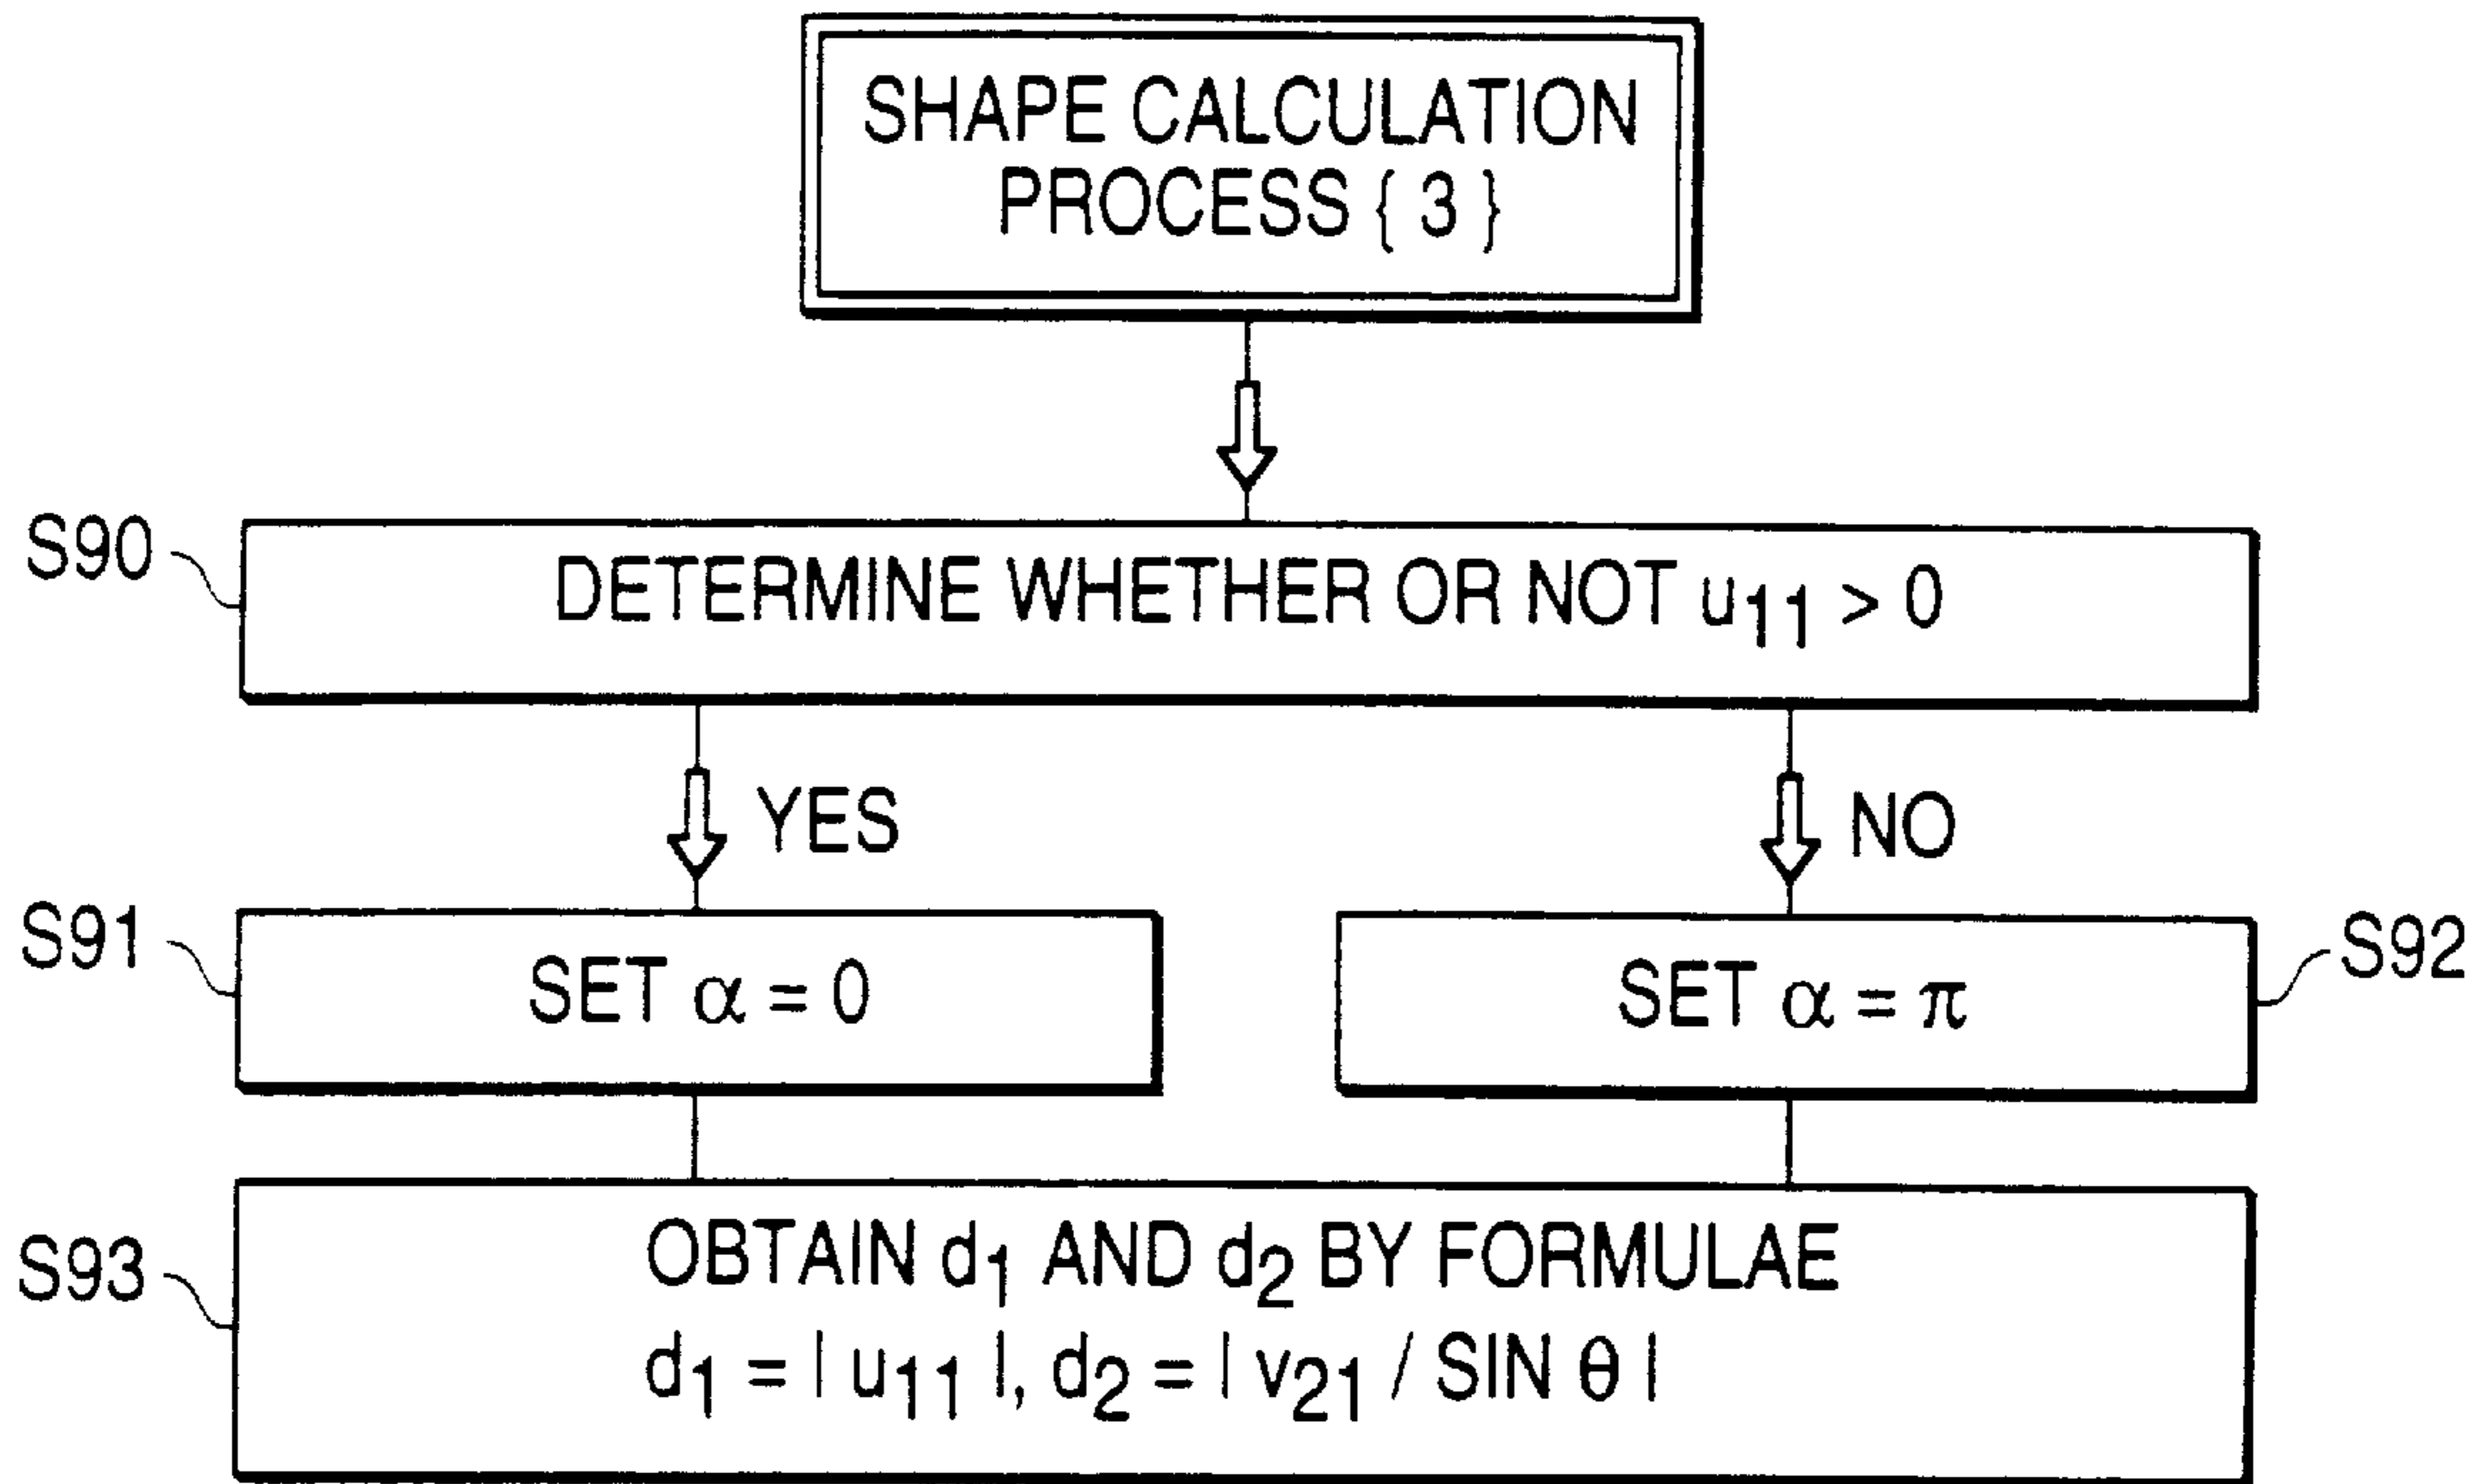 SHAPE CALCULATION
PROCESS { 3 }
S90
DETERMINE WHETHER OR NOT u₁₁ > 0
YES
NO
S91
SET α = 0
SET α = π
S92
S93
OBTAIN d₁ AND d₂ BY FORMULAE
d₁ = | u₁₁ |, d₂ = | v₂₁ / SIN θ |